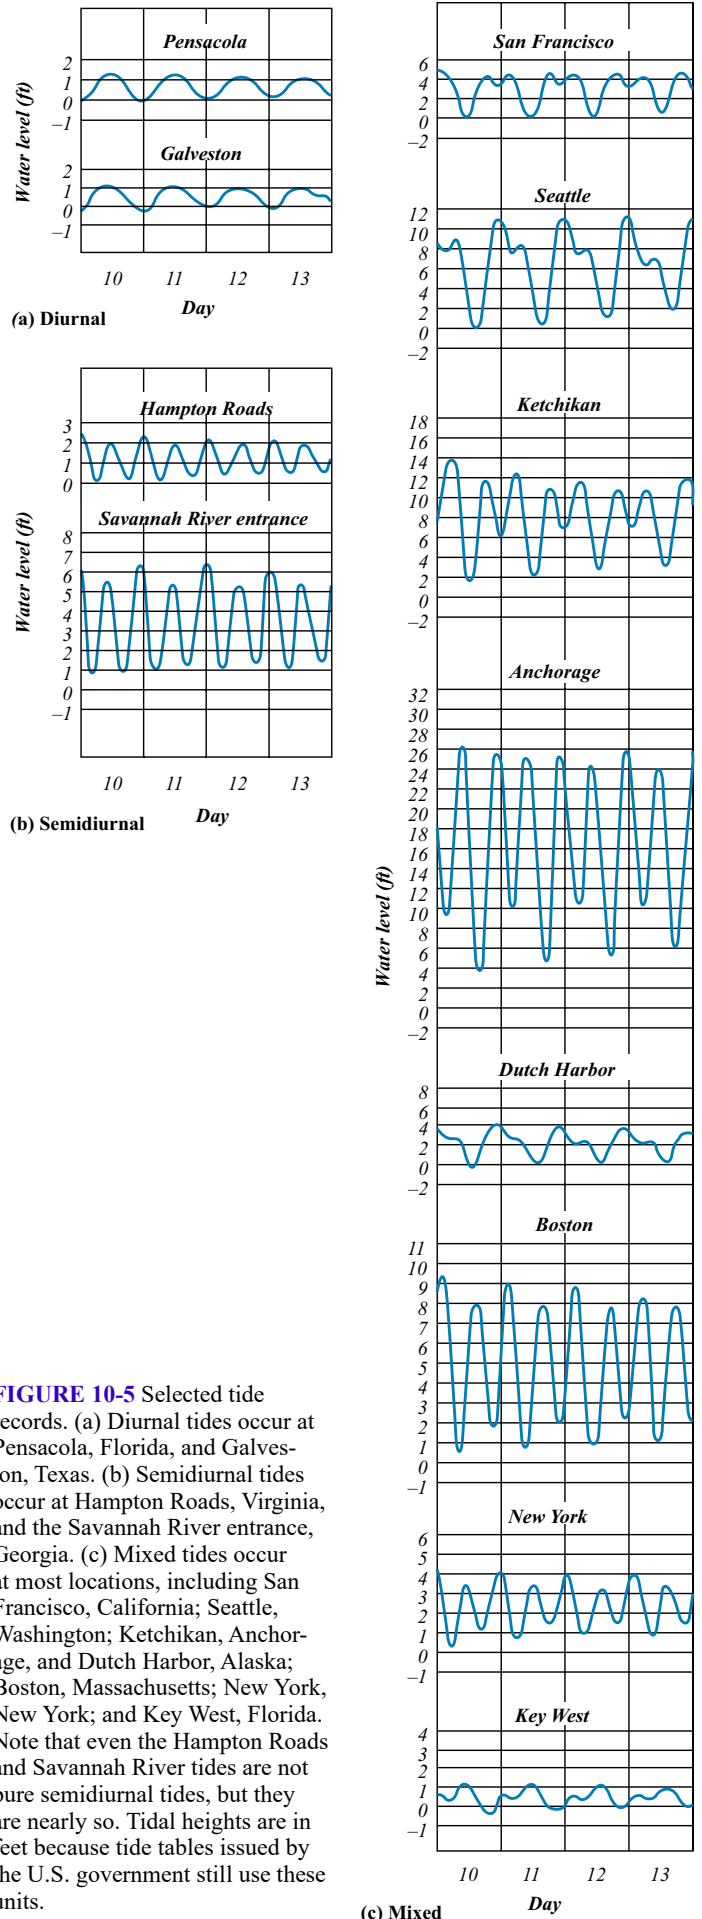 Pensacola
2
1
0
–1
Water level (ft)
Galveston
2
1
0
–1
10 11 12 13
Day
(a) Diurnal
Hampton Roads
3
2
1
0
Savannah River entrance
Water level (ft)
8
7
6
5
4
3
2
1
0
–1
10 11 12 13
Day
(b) Semidiurnal
San Francisco
6
4
2
0
–2
Seattle
12
10
8
6
4
2
0
–2
Ketchikan
18
16
14
12
10
8
6
4
2
0
–2
Anchorage
32
30
28
26
24
22
20
18
16
14
12
10
8
6
4
2
0
–2
Water level (ft)
Dutch Harbor
8
6
4
2
0
–2
Boston
11
10
9
8
7
6
5
4
3
2
1
0
–1
New York
6
5
4
3
2
1
0
–1
Key West
4
3
2
1
0
–1
10 11 12 13
Day
(c) Mixed
FIGURE 10-5 Selected tide
records. (a) Diurnal tides occur at
Pensacola, Florida, and Galves-
ton, Texas. (b) Semidiurnal tides
occur at Hampton Roads, Virginia,
and the Savannah River entrance,
Georgia. (c) Mixed tides occur
at most locations, including San
Francisco, California; Seattle,
Washington; Ketchikan, Anchor-
age, and Dutch Harbor, Alaska;
Boston, Massachusetts; New York,
New York; and Key West, Florida.
Note that even the Hampton Roads
and Savannah River tides are not
pure semidiurnal tides, but they
are nearly so. Tidal heights are in
feet because tide tables issued by
the U.S. government still use these
units.